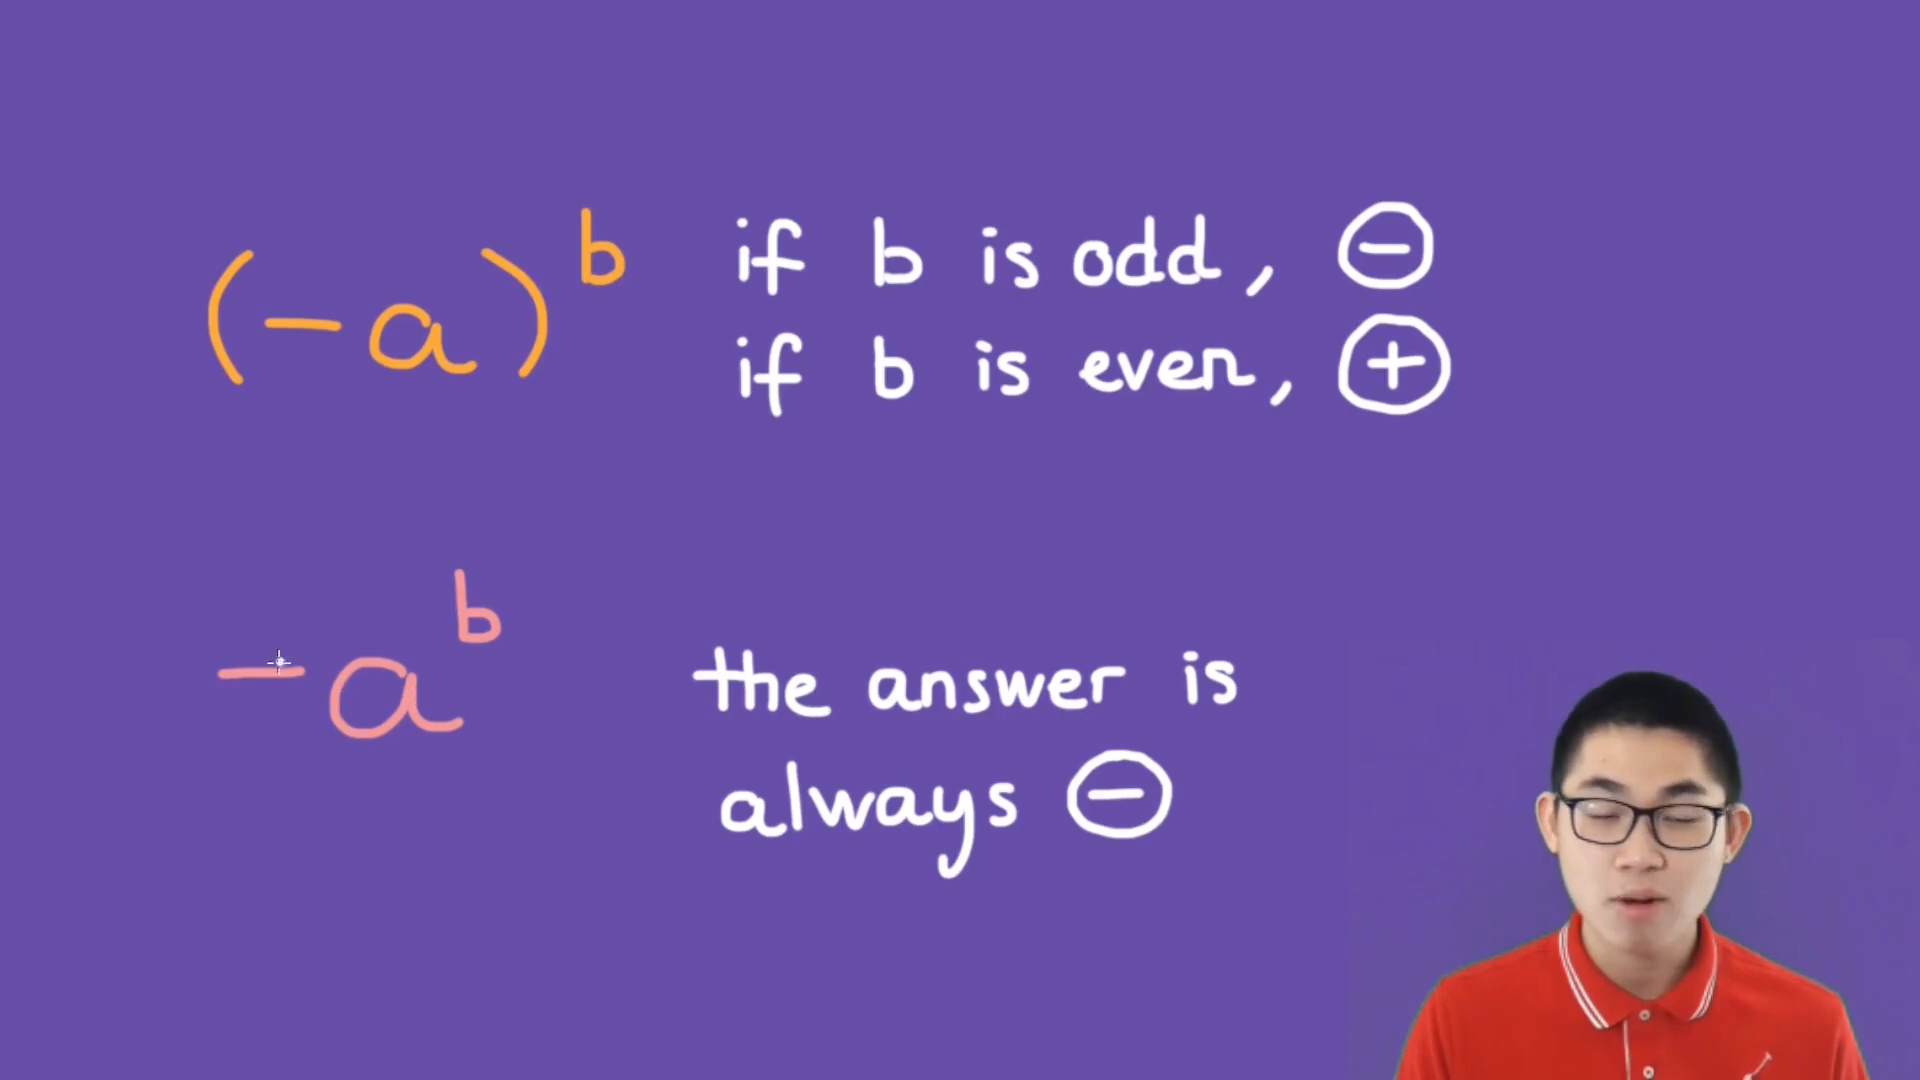 (-a)^b if b is odd, ⊖
if b is even, ⊕
-a^b the answer is
always ⊖